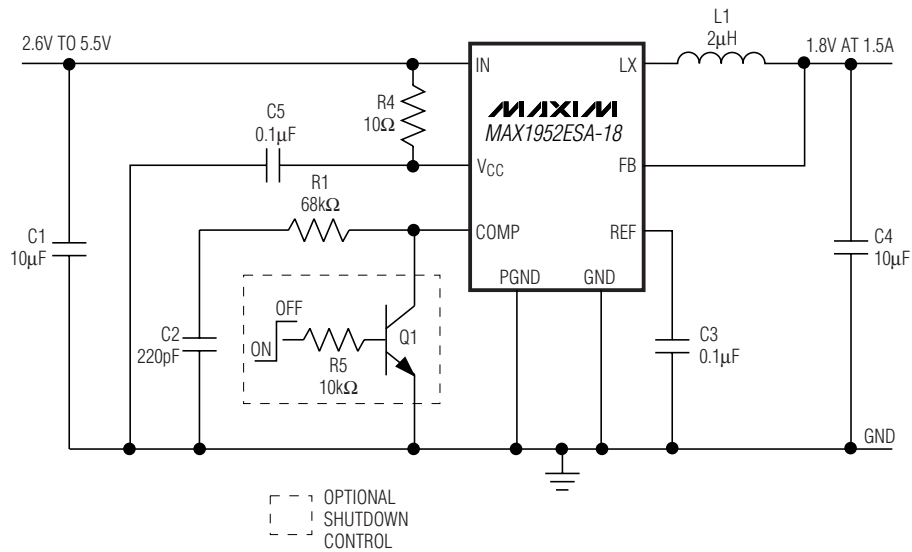 L1
2µH
2.6V TO 5.5V
1.8V AT 1.5A
IN
LX
R4
10Ω
MAXIM
MAX1952ESA-18
C5
0.1µF
VCC
FB
R1
68kΩ
COMP
REF
C1
10µF
C4
10µF
PGND
GND
OFF
ON
Q1
R5
10kΩ
C2
220pF
C3
0.1µF
GND
OPTIONAL
SHUTDOWN
CONTROL